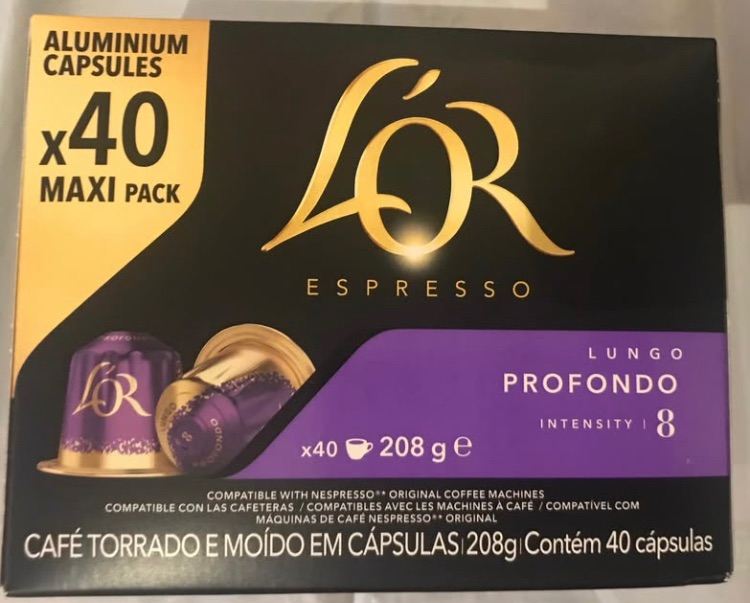 ALUMINIUM
CAPSULES
x40
MAXI PACK
L'OR
ESPRESSO
LUNGO
PROFONDO
INTENSITY | 8
x40 208 g ℮
L'OR
8
COMPATIBLE WITH NESPRESSO®* ORIGINAL COFFEE MACHINES
COMPATIBLE CON LAS CAFETERAS / COMPATIBLES AVEC LES MACHINES À CAFÉ / COMPATÍVEL COM
MÁQUINAS DE CAFÉ NESPRESSO®* ORIGINAL
CAFÉ TORRADO E MOÍDO EM CÁPSULAS|208g|Contém 40 cápsulas